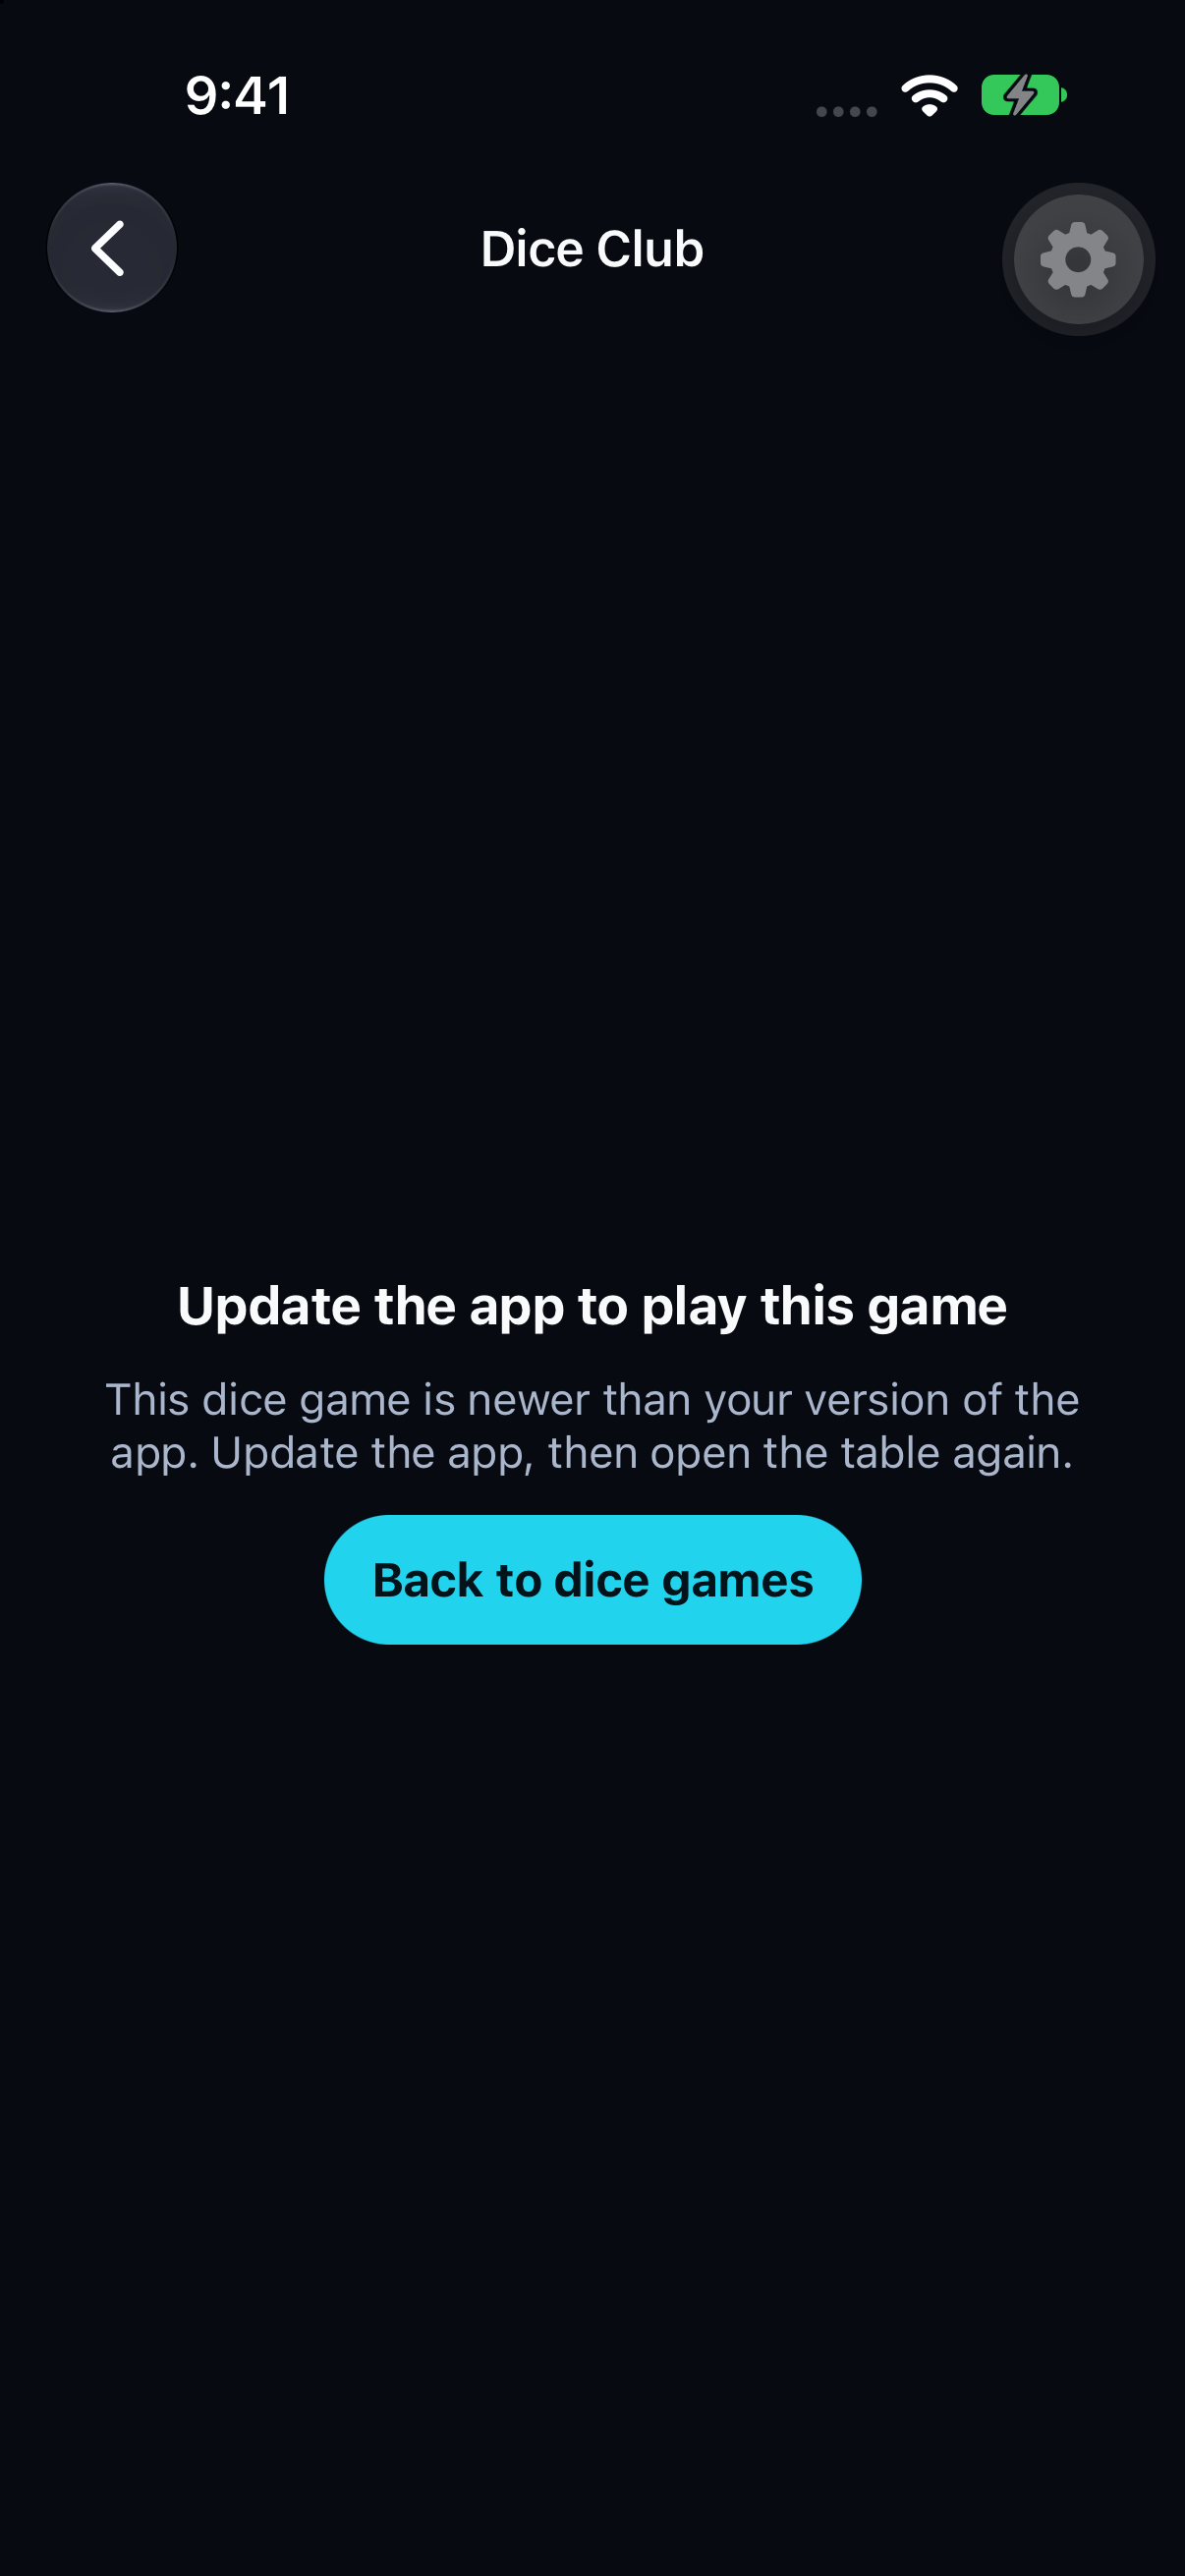 9:41
Dice Club
Update the app to play this game
This dice game is newer than your version of the
app. Update the app, then open the table again.
Back to dice games